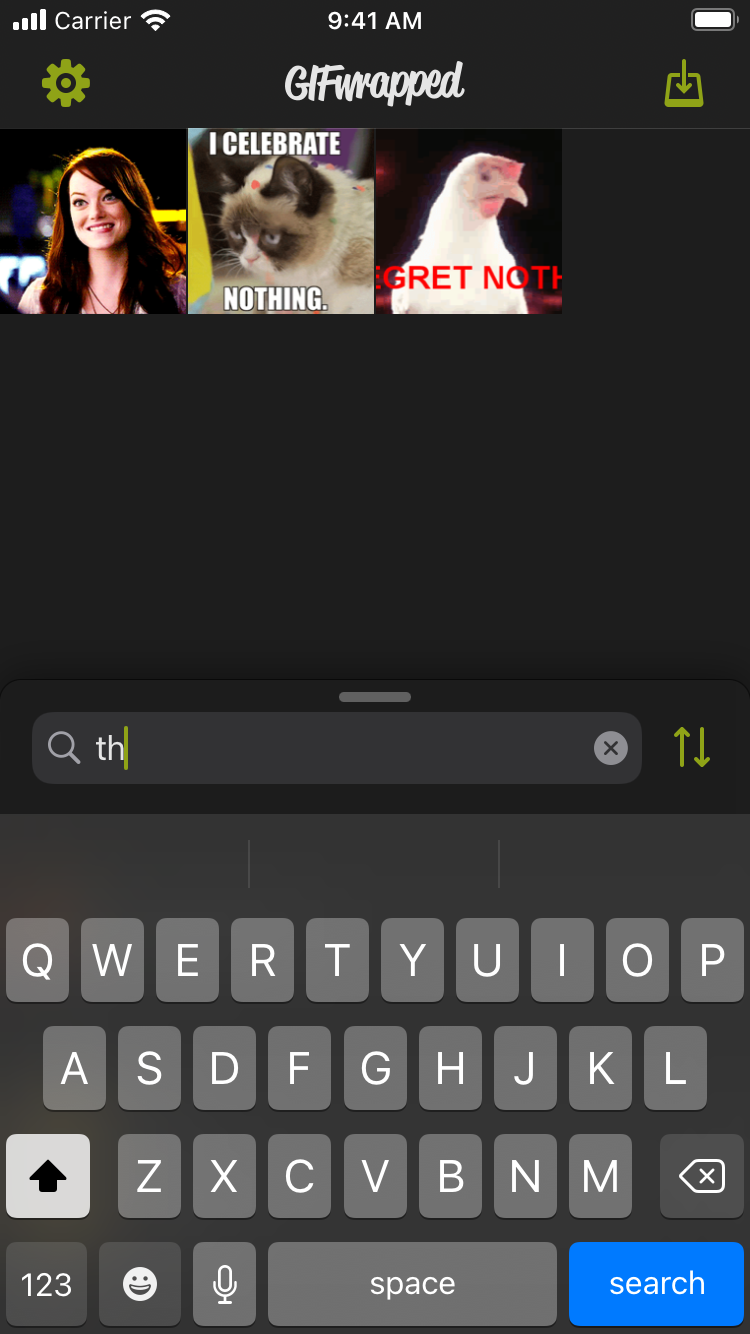 Carrier 9:41 AM
GIFwrapped
I CELEBRATE
NOTHING.
EGRET NOTH
th
Q W E R T Y U I O P
A S D F G H J K L
Z X C V B N M
123 space search